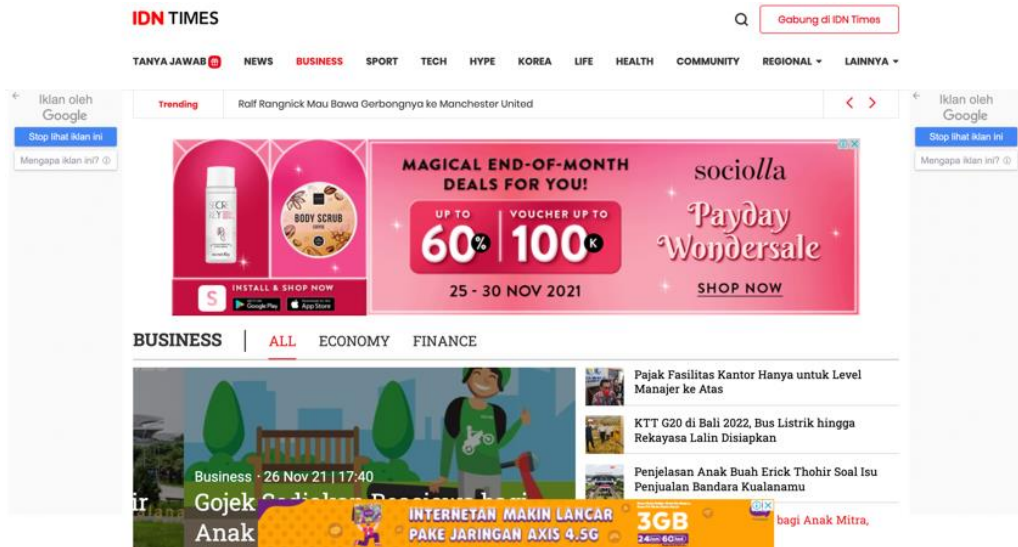 IDN TIMES
Gabung di IDN Times
TANYA JAWAB NEWS BUSINESS SPORT TECH HYPE KOREA LIFE HEALTH COMMUNITY REGIONAL LAINNYA
Iklan oleh
Google
Stop lihat iklan ini
Mengapa iklan ini?
Trending Ralf Rangnick Mau Bawa Gerbongnya ke Manchester United
Iklan oleh
Google
Stop lihat iklan ini
Mengapa iklan ini?
BODY SCRUB
INSTALL & SHOP NOW
Google Play App Store
MAGICAL END-OF-MONTH
DEALS FOR YOU!
UP TO
60%
VOUCHER UP TO
100K
25 - 30 NOV 2021
sociolla
Payday
Wondersale
SHOP NOW
BUSINESS ALL ECONOMY FINANCE
Business · 26 Nov 21 | 17:40
Gojek
Anak
Pajak Fasilitas Kantor Hanya untuk Level
Manajer ke Atas
KTT G20 di Bali 2022, Bus Listrik hingga
Rekayasa Lalin Disiapkan
Penjelasan Anak Buah Erick Thohir Soal Isu
Penjualan Bandara Kualanamu
bagi Anak Mitra,
INTERNETAN MAKIN LANCAR
PAKE JARINGAN AXIS 4.5G
3GB